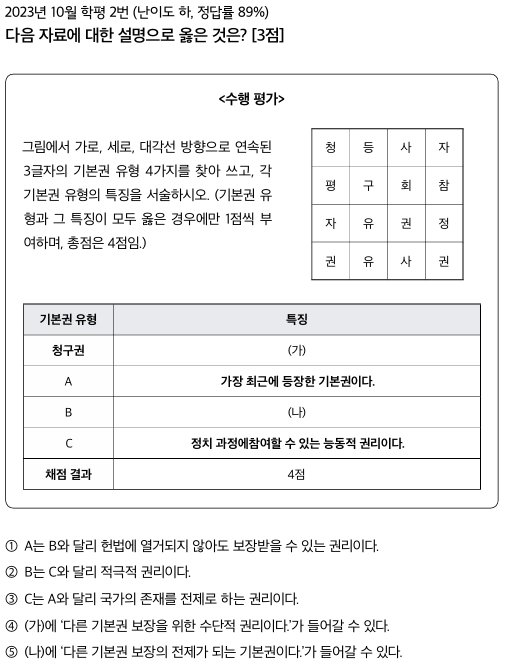 2023년 10월 학평 2번 (난이도 하, 정답률 89%)
다음 자료에 대한 설명으로 옳은 것은? [3점]
<수행 평가>
그림에서 가로, 세로, 대각선 방향으로 연속된
3글자의 기본권 유형 4가지를 찾아 쓰고, 각
기본권 유형의 특징을 서술하시오. (기본권 유
형과 그 특징이 모두 옳은 경우에만 1점씩 부
여하며, 총점은 4점임.)
청 등 사 자
평 구 회 참
자 유 권 정
권 유 사 권
기본권 유형 특징
청구권 (가)
A 가장 최근에 등장한 기본권이다.
B (나)
C 정치 과정에참여할 수 있는 능동적 권리이다.
채점 결과 4점
① A는 B와 달리 헌법에 열거되지 않아도 보장받을 수 있는 권리이다.
② B는 C와 달리 적극적 권리이다.
③ C는 A와 달리 국가의 존재를 전제로 하는 권리이다.
④ (가)에 '다른 기본권 보장을 위한 수단적 권리이다.'가 들어갈 수 있다.
⑤ (나)에 '다른 기본권 보장의 전제가 되는 기본권이다.'가 들어갈 수 있다.